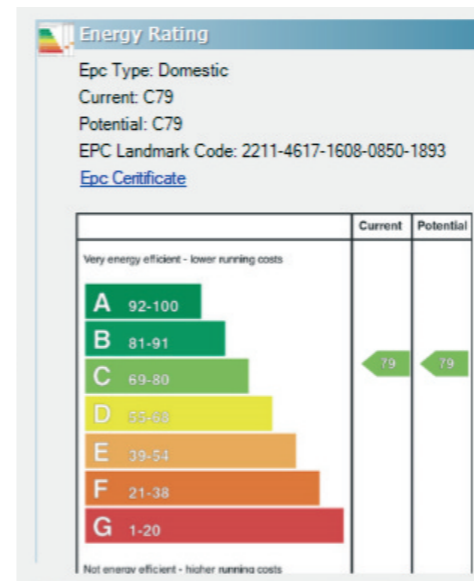 Energy Rating
Epc Type: Domestic
Current: C79
Potential: C79
EPC Landmark Code: 2211-4617-1608-0850-1893
Epc Certificate
Current Potential
Very energy efficient - lower running costs
A 92-100
B 81-91
C 69-80
79 79
D 55-68
E 39-54
F 21-38
G 1-20
Not energy efficient - higher running costs